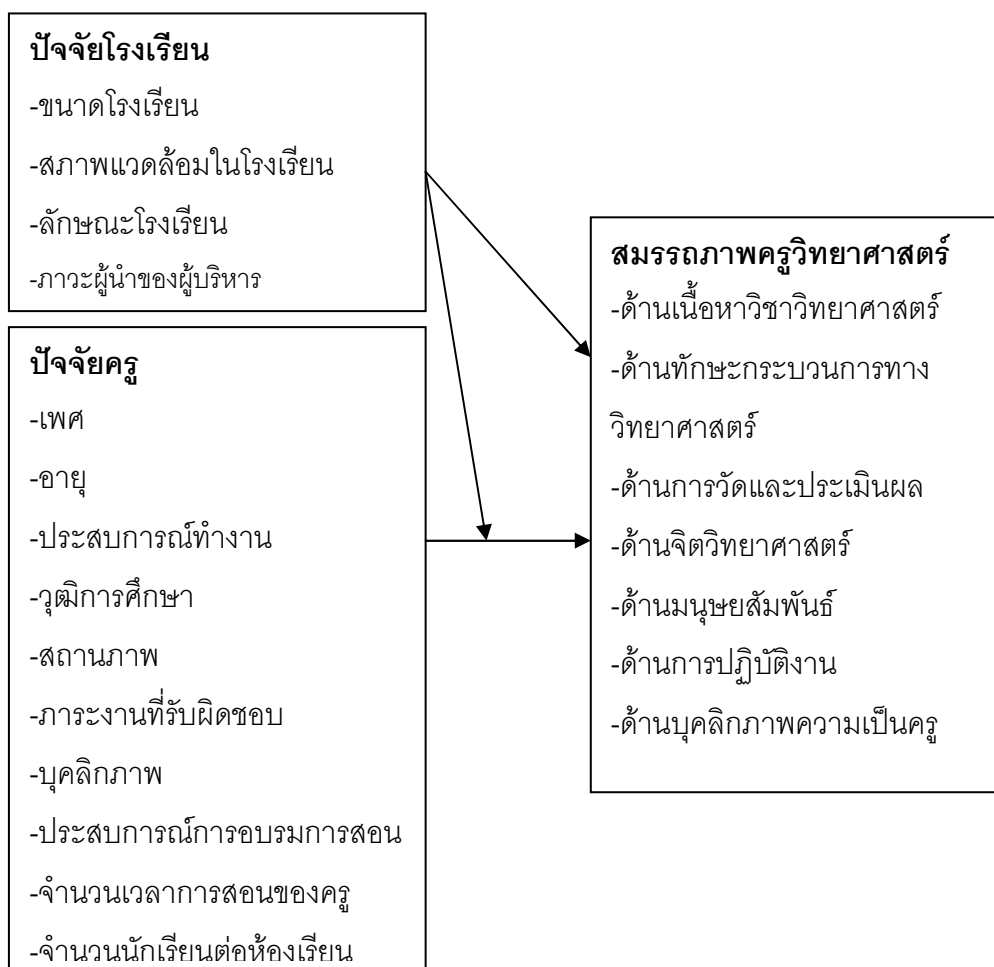 ปัจจัยโรงเรียน
-ขนาดโรงเรียน
-สภาพแวดล้อมในโรงเรียน
-ลักษณะโรงเรียน
-ภาวะผู้นำของผู้บริหาร
ปัจจัยครู
-เพศ
-อายุ
-ประสบการณ์ทำงาน
-วุฒิการศึกษา
-สถานภาพ
-ภาระงานที่รับผิดชอบ
-บุคลิกภาพ
-ประสบการณ์การอบรมการสอน
-จำนวนเวลาการสอนของครู
-จำนวนนักเรียนต่อห้องเรียน
สมรรถภาพครูวิทยาศาสตร์
-ด้านเนื้อหาวิชาวิทยาศาสตร์
-ด้านทักษะกระบวนการทาง
วิทยาศาสตร์
-ด้านการวัดและประเมินผล
-ด้านจิตวิทยาศาสตร์
-ด้านมนุษยสัมพันธ์
-ด้านการปฏิบัติงาน
-ด้านบุคลิกภาพความเป็นครู